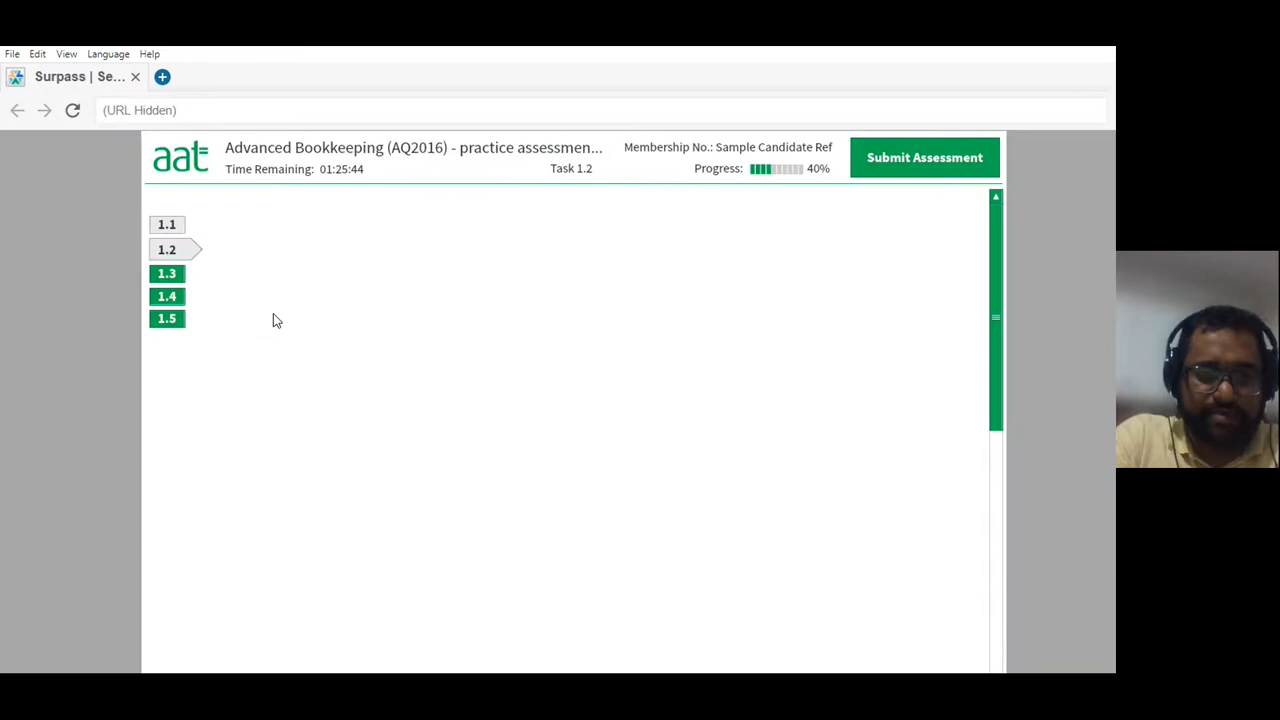 File Edit View Language Help
Surpass | Se...
(URL Hidden)
aat
Advanced Bookkeeping (AQ2016) - practice assessmen...
Membership No.: Sample Candidate Ref
Submit Assessment
Time Remaining: 01:25:44
Task 1.2
Progress: 40%
1.1
1.2
1.3
1.4
1.5